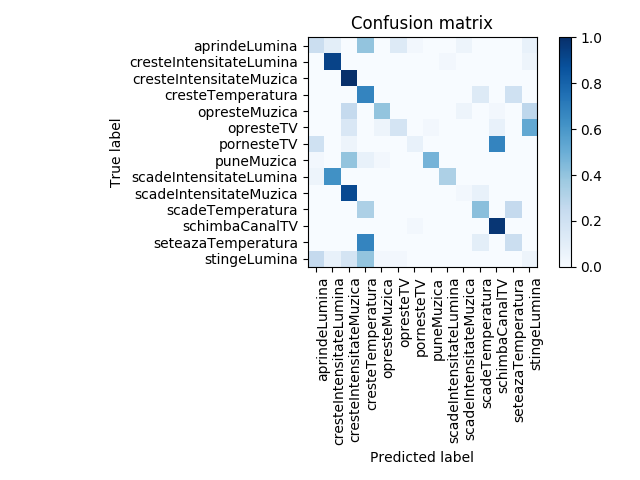 Confusion matrix
True label
aprindeLumina
cresteIntensitateLumina
cresteIntensitateMuzica
cresteTemperatura
opresteMuzica
opresteTV
pornesteTV
puneMuzica
scadeIntensitateLumina
scadeIntensitateMuzica
scadeTemperatura
schimbaCanalTV
seteazaTemperatura
stingeLumina
1.0
0.8
0.6
0.4
0.2
0.0
aprindeLumina
cresteIntensitateLumina
cresteIntensitateMuzica
cresteTemperatura
opresteMuzica
opresteTV
pornesteTV
puneMuzica
scadeIntensitateLumina
scadeIntensitateMuzica
scadeTemperatura
schimbaCanalTV
seteazaTemperatura
stingeLumina
Predicted label